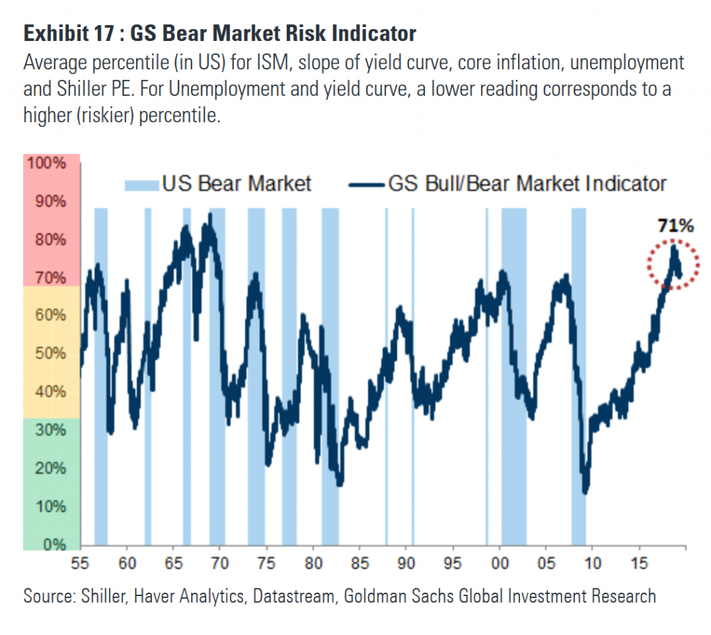 Exhibit 17 : GS Bear Market Risk Indicator
Average percentile (in US) for ISM, slope of yield curve, core inflation, unemployment
and Shiller PE. For Unemployment and yield curve, a lower reading corresponds to a
higher (riskier) percentile.
100%
US Bear Market
GS Bull/Bear Market Indicator
90%
71%
80%
70%
60%
50%
40%
30%
20%
10%
0%
55 60 65 70 75 80 85 90 95 00 05 10 15
Source: Shiller, Haver Analytics, Datastream, Goldman Sachs Global Investment Research